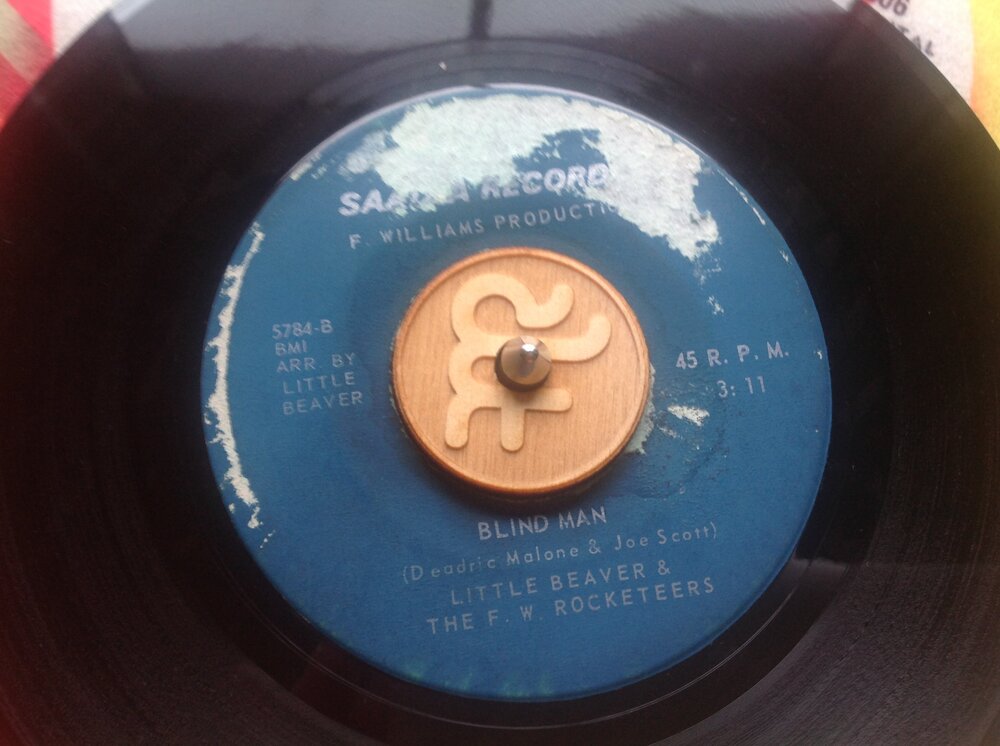 RECORD
F. WILLIAMS
5784-B
BMI
ARR BY
LITTLE
BEAVER
45 R. P. M.
3: 11
BLIND MAN
(Deadric Malone & Joe Scott)
LITTLE BEAVER &
THE F. W. ROCKETEERS